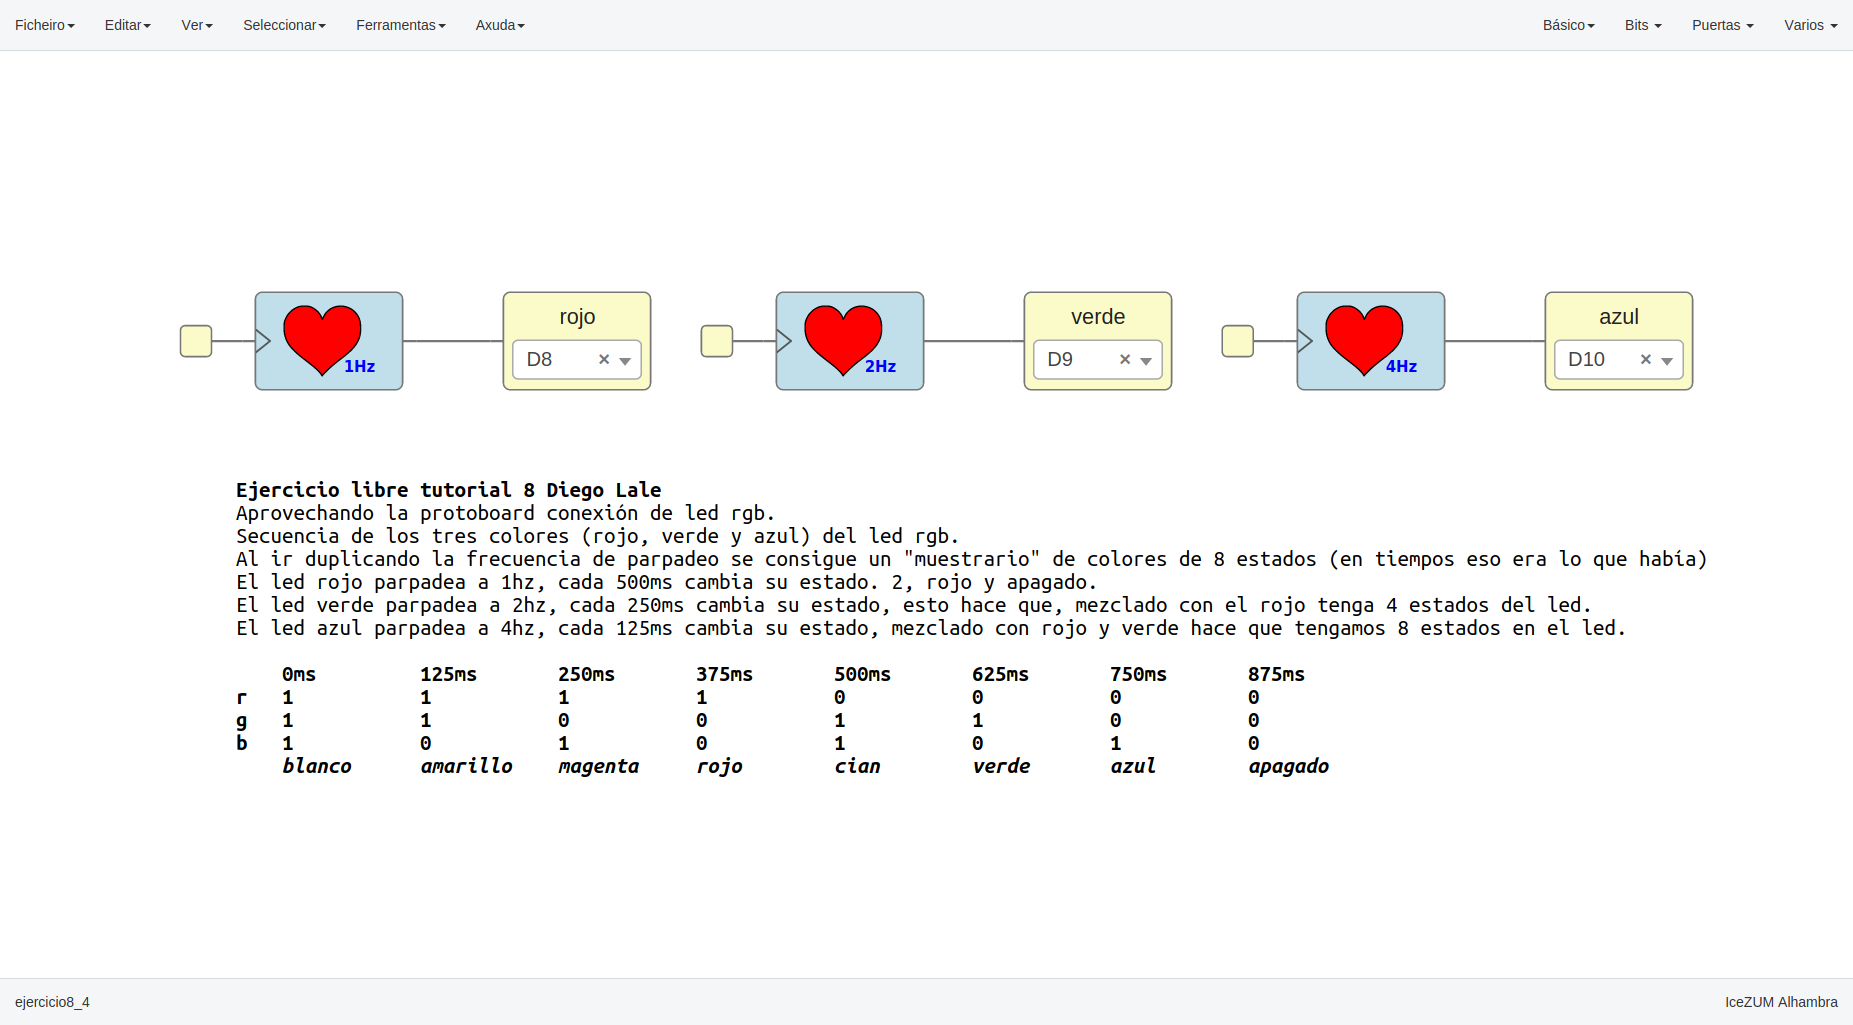 Ficheiro Editar Ver Seleccionar Ferramentas Axuda Básico Bits Puertas Varios
rojo verde azul
D8 × D9 × D10 ×
1Hz 2Hz 4Hz
Ejercicio libre tutorial 8 Diego Lale
Aprovechando la protoboard conexión de led rgb.
Secuencia de los tres colores (rojo, verde y azul) del led rgb.
Al ir duplicando la frecuencia de parpadeo se consigue un "muestrario" de colores de 8 estados (en tiempos eso era lo que había)
El led rojo parpadea a 1hz, cada 500ms cambia su estado. 2, rojo y apagado.
El led verde parpadea a 2hz, cada 250ms cambia su estado, esto hace que, mezclado con el rojo tenga 4 estados del led.
El led azul parpadea a 4hz, cada 125ms cambia su estado, mezclado con rojo y verde hace que tengamos 8 estados en el led.
0ms 125ms 250ms 375ms 500ms 625ms 750ms 875ms
r 1 1 1 1 0 0 0 0
g 1 1 0 0 1 1 0 0
b 1 0 1 0 1 0 1 0
blanco amarillo magenta rojo cian verde azul apagado
ejercicio8_4 IceZUM Alhambra